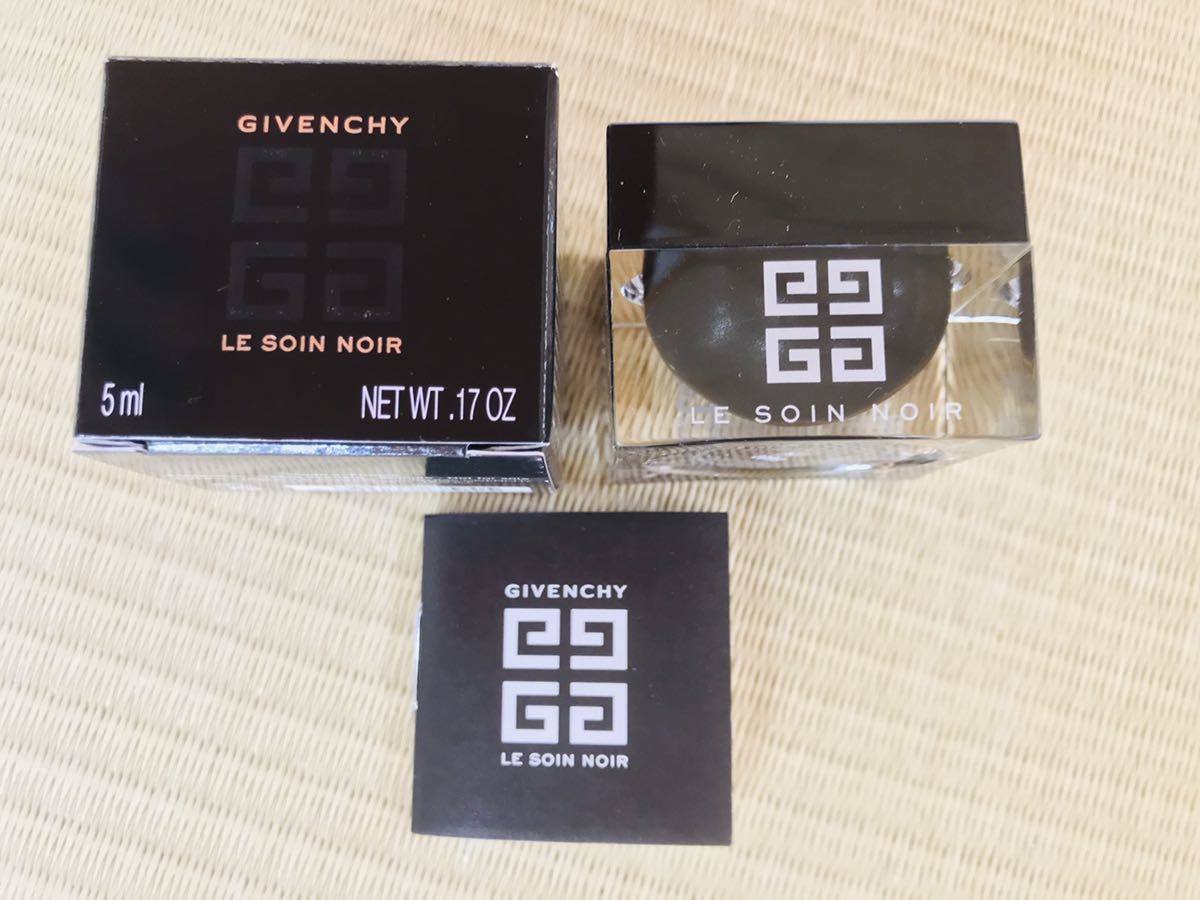 GIVENCHY
LE SOIN NOIR
5 ml NET WT .17 OZ
LE SOIN NOIR
GIVENCHY
LE SOIN NOIR